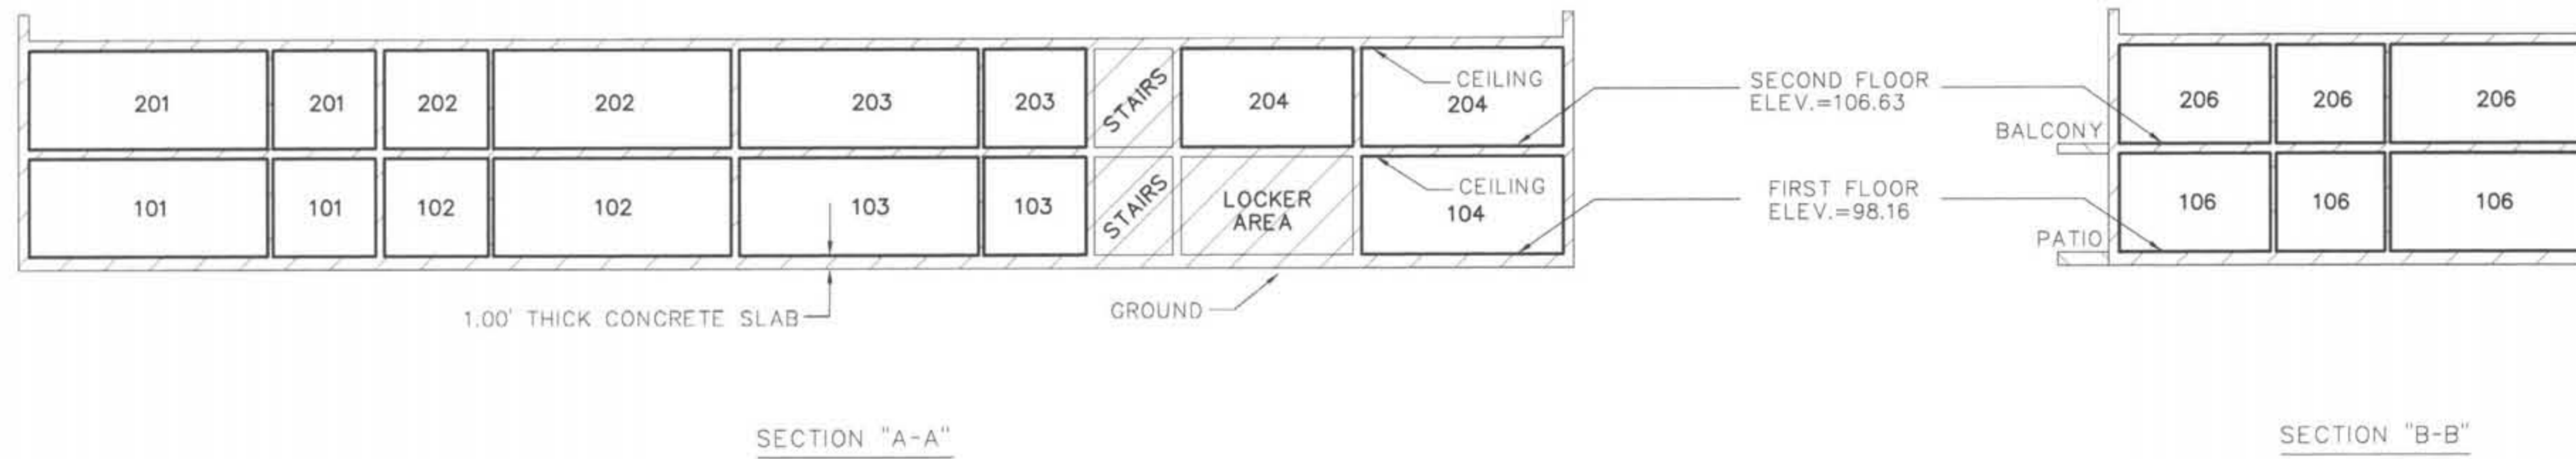 201 201 202 202 203 203 STAIRS 204 CEILING
204
101 101 102 102 103 103 STAIRS LOCKER
AREA
CEILING
104
1.00' THICK CONCRETE SLAB
GROUND
SECTION "A-A"
SECOND FLOOR
ELEV.=106.63
FIRST FLOOR
ELEV.=98.16
BALCONY
PATIO
206 206 206
106 106 106
SECTION "B-B"